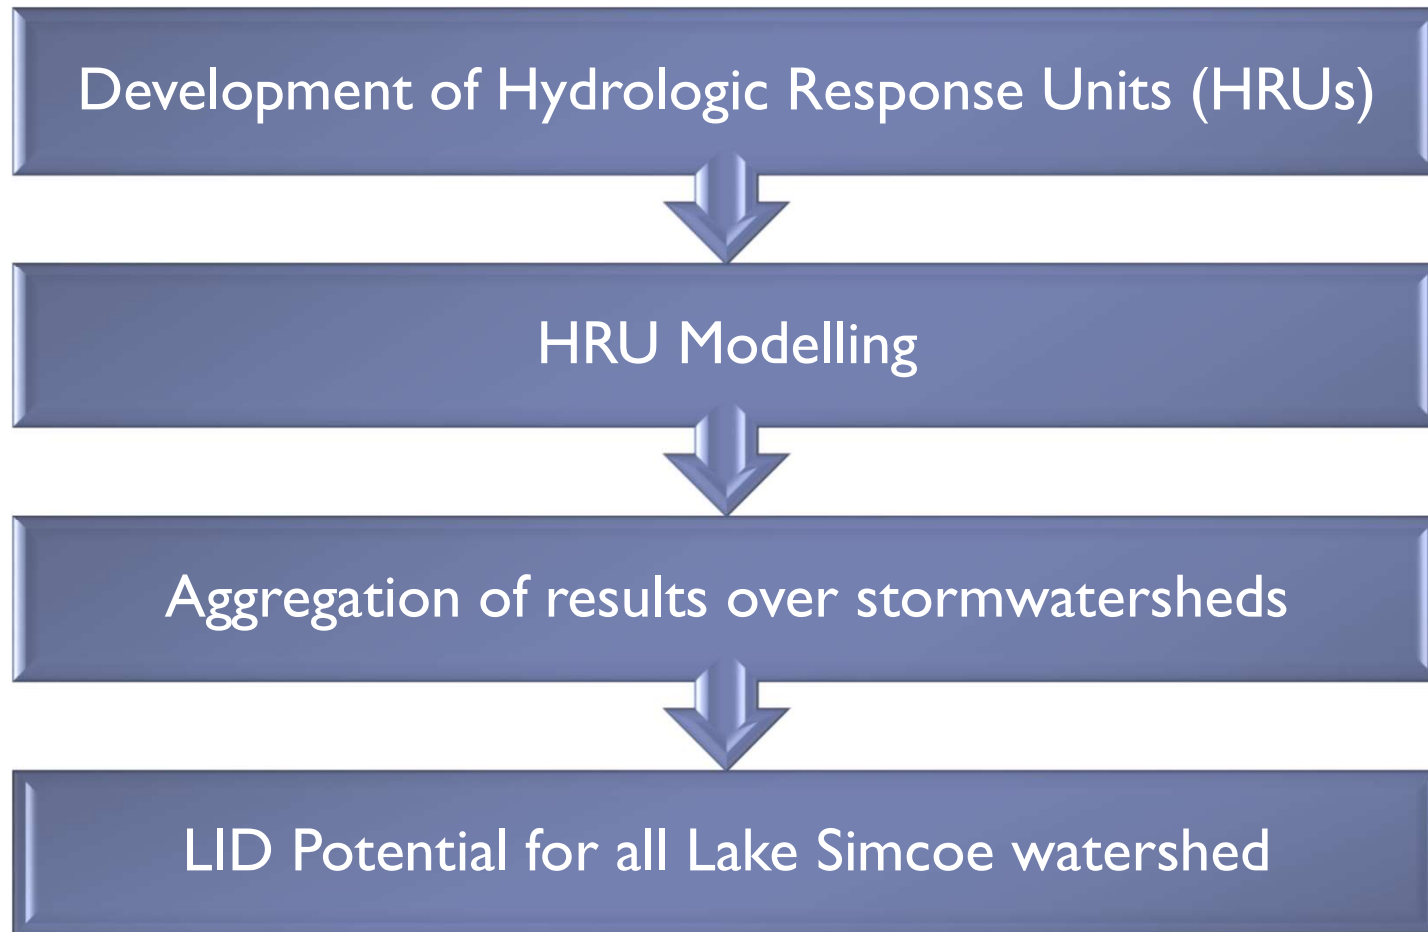 Development of Hydrologic Response Units (HRUs)
HRU Modelling
Aggregation of results over stormwatersheds
LID Potential for all Lake Simcoe watershed